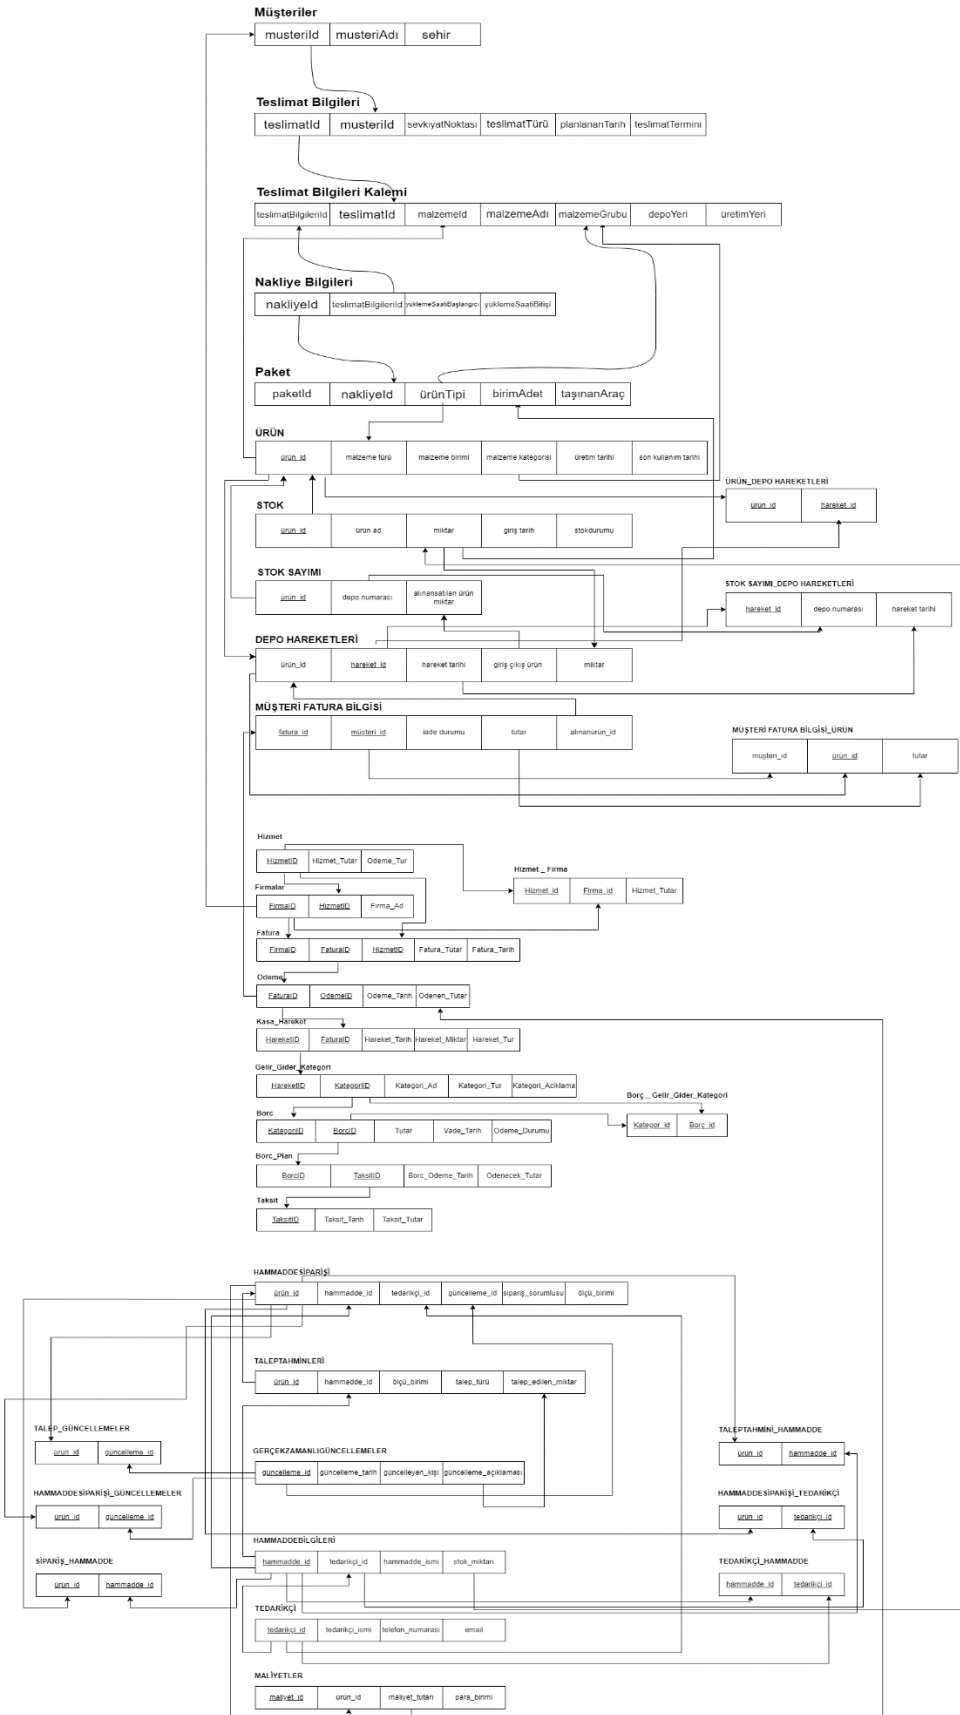 Müşteriler
musteriId musteriAdı sehir
Teslimat Bilgileri
teslimatId musteriId sevkiyatNoktası teslimatTürü planlananTarih teslimatTermini
Teslimat Bilgileri Kalemi
teslimatBilgileriId teslimatId malzemeId malzemeAdı malzemeGrubu depoYeri üretimYeri
Nakliye Bilgileri
nakliyeId teslimatBilgileriId yüklemeSaatiBaşlangıcı yüklemeSaatiBitişi
Paket
paketId nakliyeId ürünTipi birimAdet taşınanAraç
ÜRÜN
ürün_id malzeme türü malzeme birimi malzeme kategorisi üretim tarihi son kullanım tarihi
ÜRÜN_DEPO HAREKETLERİ
ürün_id hareket_id
STOK
ürün_id ürün ad miktar giriş tarih stokdurumu
STOK SAYIMI
ürün_id depo numarası alınansatılan ürün
miktar
STOK SAYIMI_DEPO HAREKETLERİ
hareket_id depo numarası hareket tarihi
DEPO HAREKETLERİ
ürün_id hareket_id hareket tarihi giriş çıkış ürün miktar
MÜŞTERİ FATURA BİLGİSİ
fatura_id müşteri_id iade durumu tutar alınanürün_id
MÜŞTERİ FATURA BİLGİSİ_ÜRÜN
müşteri_id ürün_id tutar
Hizmet
HizmetID Hizmet_Tutar Odeme_Tur
Hizmet _ Firma
Hizmet_id Firma_id Hizmet_Tutar
Firmalar
FirmaID HizmetID Firma_Ad
Fatura
FirmaID FaturaID HizmetID Fatura_Tutar Fatura_Tarih
Odeme
FaturaID OdemeID Odeme_Tarih Odenen_Tutar
Kasa_Hareket
HareketID FaturaID Hareket_Tarih Hareket_Miktar Hareket_Tur
Gelir_Gider_Kategori
HareketID KategoriID Kategori_Ad Kategori_Tur Kategori_Aciklama
Borç _ Gelir_Gider_Kategori
Kategor_id Borc_id
Borc
KategoriID BorcID Tutar Vade_Tarih Odeme_Durumu
Borc_Plan
BorcID TaksitID Borc_Odeme_Tarih Odenecek_Tutar
Taksit
TaksitID Taksit_Tarih Taksit_Tutar
HAMMADDESİPARİŞİ
ürün_id hammadde_id tedarikçi_id güncelleme_id sipariş_sorumlusu ölçü_birimi
TALEPTAHMİNLERİ
ürün_id hammadde_id ölçü_birimi talep_türü talep_edilen_miktar
TALEP_GÜNCELLEMELER
ürün_id güncelleme_id
TALEPTAHMİNİ_HAMMADDE
ürün_id hammadde_id
GERÇEKZAMANLIGÜNCELLEMELER
güncelleme_id güncelleme_tarih güncelleyen_kişi güncelleme_açıklaması
HAMMADDESİPARİŞİ_GÜNCELLEMELER
ürün_id güncelleme_id
HAMMADDESİPARİŞİ_TEDARİKÇİ
ürün_id tedarikçi_id
HAMMADDEBİLGİLERİ
hammadde_id tedarikçi_id hammadde_ismi stok_miktarı
SİPARİŞ_HAMMADDE
ürün_id hammadde_id
TEDARİKÇİ_HAMMADDE
hammadde_id tedarikçi_id
TEDARİKÇİ
tedarikçi_id tedarikçi_ismi telefon_numarası email
MALİYETLER
maliyet_id ürün_id maliyet_tutarı para_birimi